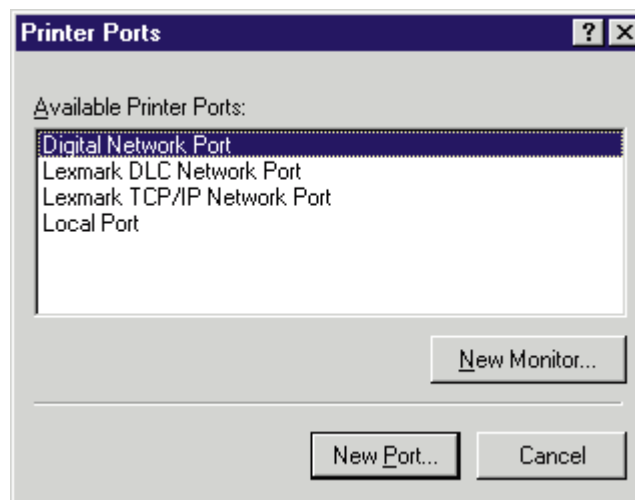 Printer Ports
Available Printer Ports:
Digital Network Port
Lexmark DLC Network Port
Lexmark TCP/IP Network Port
Local Port
New Monitor...
New Port...
Cancel